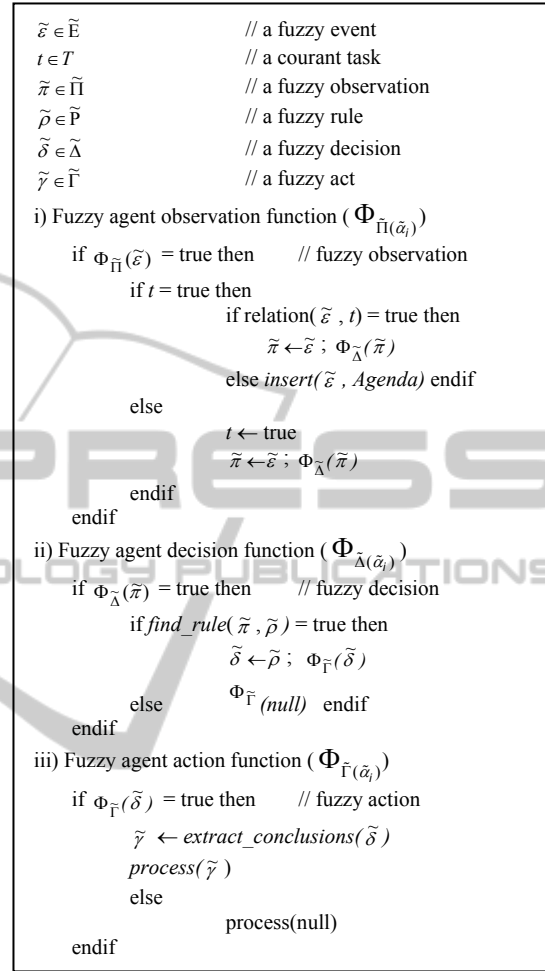 ε̃ ∈ Ẽ // a fuzzy event
t ∈ T // a courant task
π̃ ∈ Π̃ // a fuzzy observation
ρ̃ ∈ P̃ // a fuzzy rule
δ̃ ∈ Δ̃ // a fuzzy decision
γ̃ ∈ Γ̃ // a fuzzy act
i) Fuzzy agent observation function ( Φ_Π̃(α̃_i) )
if Φ_Π̃(ε̃) = true then // fuzzy observation
if t = true then
if relation( ε̃ , t) = true then
π̃ ← ε̃ ; Φ_Δ̃(π̃)
else insert( ε̃ , Agenda) endif
else
t ← true
π̃ ← ε̃ ; Φ_Δ̃(π̃)
endif
endif
ii) Fuzzy agent decision function ( Φ_Δ̃(α̃_i) )
if Φ_Δ̃(π̃) = true then // fuzzy decision
if find_rule( π̃ , ρ̃ ) = true then
δ̃ ← ρ̃ ; Φ_Γ̃(δ̃)
else Φ_Γ̃ (null) endif
endif
iii) Fuzzy agent action function ( Φ_Γ̃(α̃_i) )
if Φ_Γ̃(δ̃ ) = true then // fuzzy action
γ̃ ← extract_conclusions( δ̃ )
process( γ̃ )
else
process(null)
endif
PRESS
OLOGY PUBLICATIONS